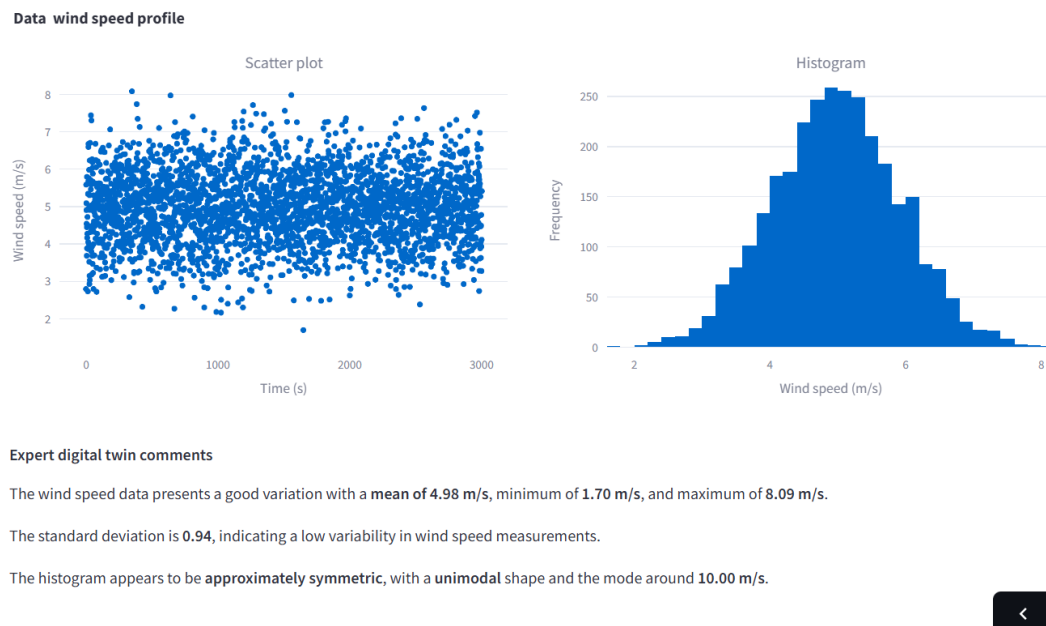 Data wind speed profile
Scatter plot
8
7
6
5
4
3
2
Wind speed (m/s)
0 1000 2000 3000
Time (s)
Histogram
250
200
150
100
50
0
Frequency
2 4 6 8
Wind speed (m/s)
Expert digital twin comments
The wind speed data presents a good variation with a mean of 4.98 m/s, minimum of 1.70 m/s, and maximum of 8.09 m/s.
The standard deviation is 0.94, indicating a low variability in wind speed measurements.
The histogram appears to be approximately symmetric, with a unimodal shape and the mode around 10.00 m/s.